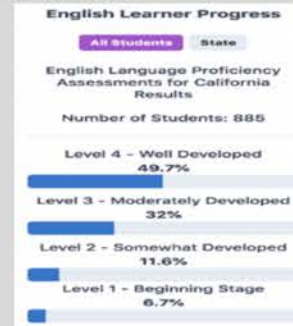 English Learner Progress
All Students State
English Language Proficiency
Assessments for California
Results
Number of Students: 885
Level 4 - Well Developed
49.7%
Level 3 - Moderately Developed
32%
Level 2 - Somewhat Developed
11.6%
Level 1 - Beginning Stage
6.7%